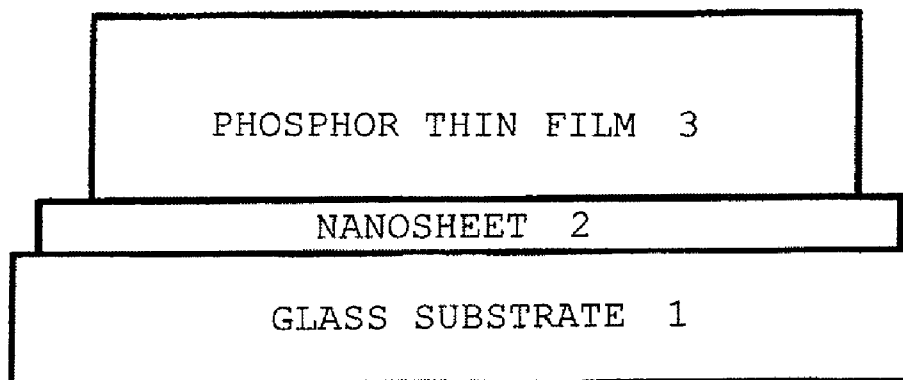 PHOSPHOR THIN FILM 3
NANOSHEET 2
GLASS SUBSTRATE 1